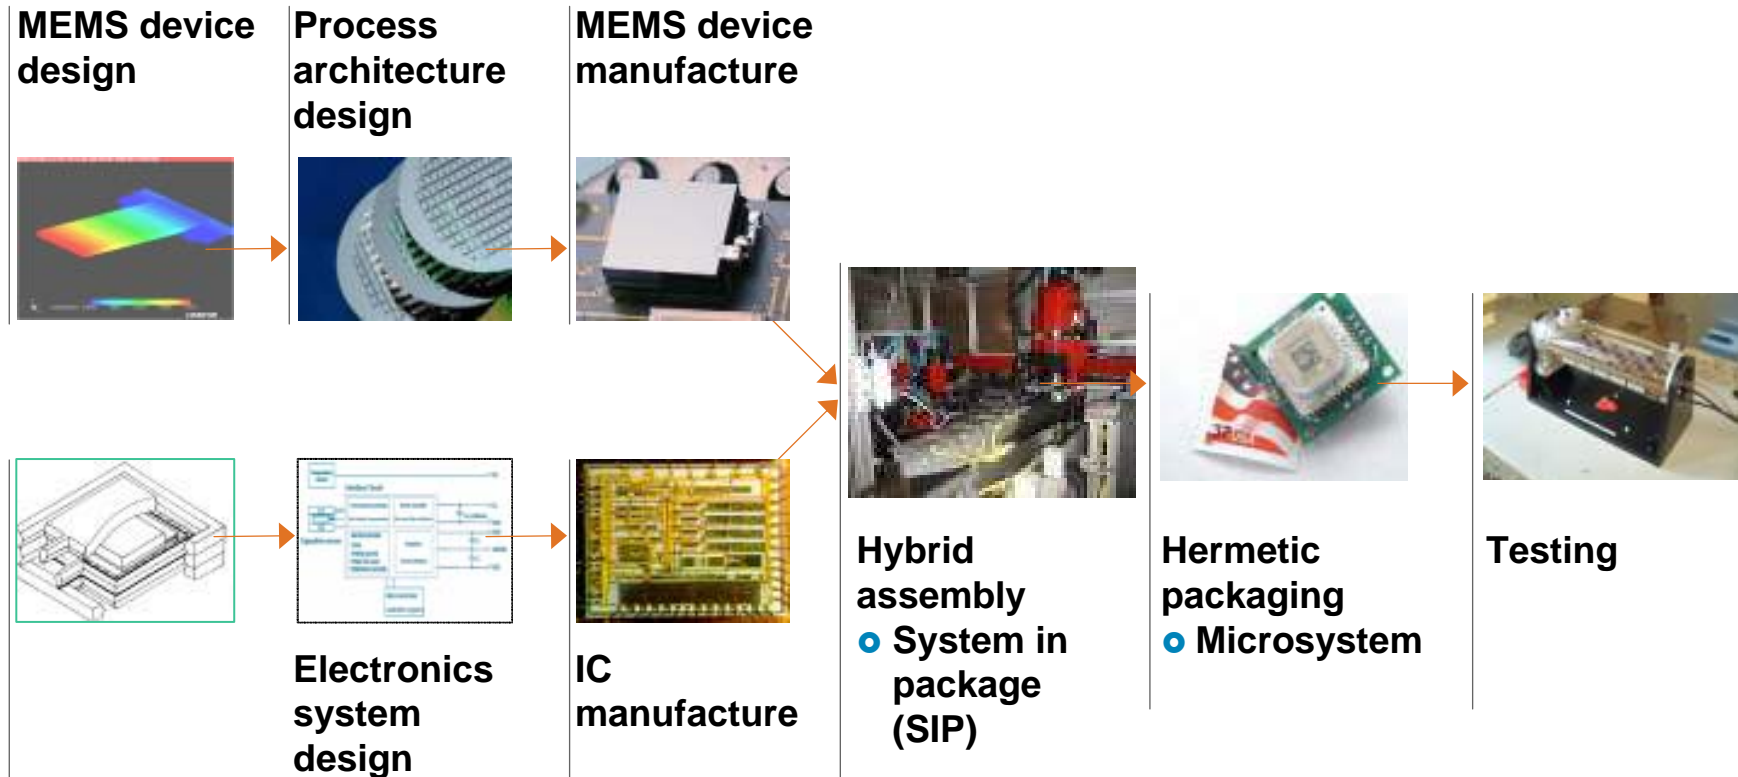 MEMS device
design
Process
architecture
design
MEMS device
manufacture
Electronics
system
design
IC
manufacture
Hybrid
assembly
System in
package
(SIP)
Hermetic
packaging
Microsystem
Testing